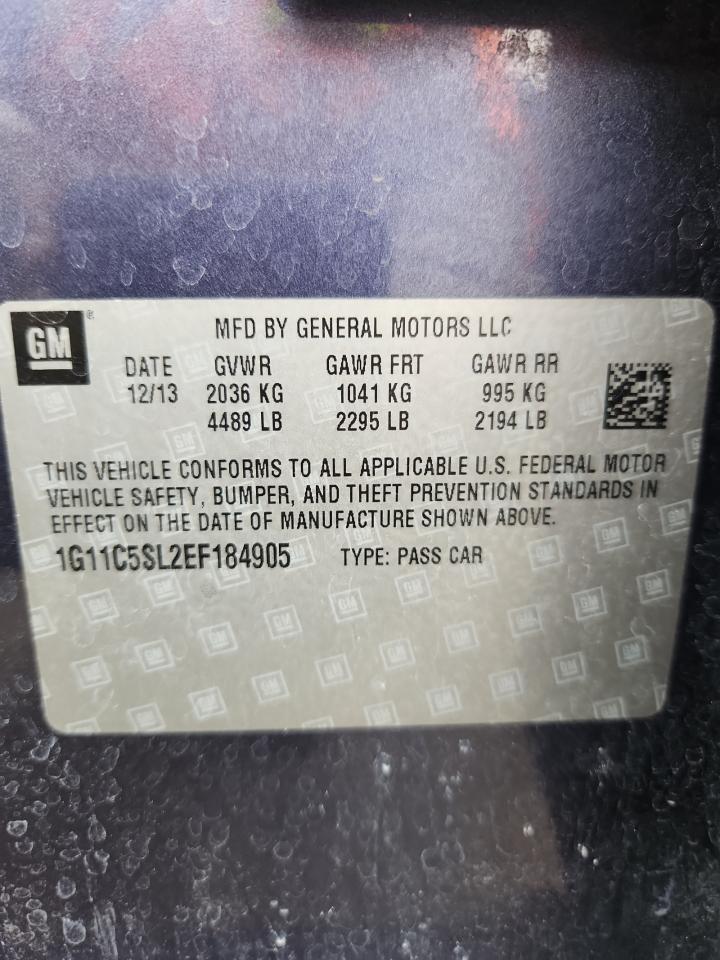 GM ®
MFD BY GENERAL MOTORS LLC
DATE GVWR GAWR FRT GAWR RR
12/13 2036 KG 1041 KG 995 KG
4489 LB 2295 LB 2194 LB
THIS VEHICLE CONFORMS TO ALL APPLICABLE U.S. FEDERAL MOTOR
VEHICLE SAFETY, BUMPER, AND THEFT PREVENTION STANDARDS IN
EFFECT ON THE DATE OF MANUFACTURE SHOWN ABOVE.
1G11C5SL2EF184905 TYPE: PASS CAR